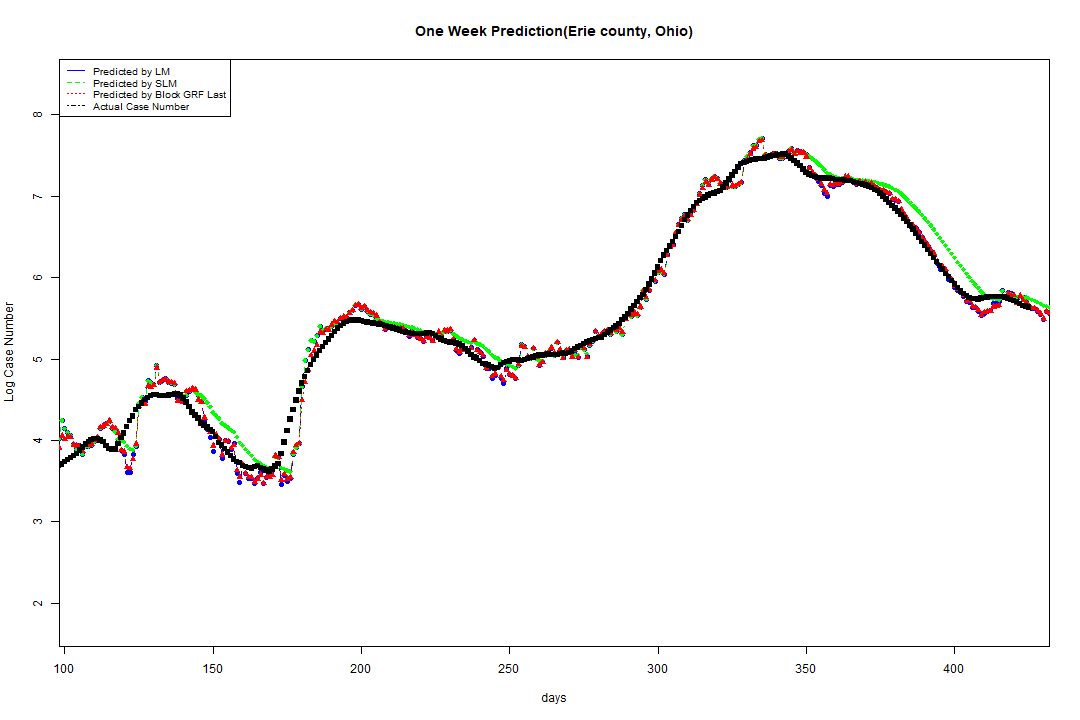 One Week Prediction(Erie county, Ohio)
Predicted by LM
Predicted by SLM
Predicted by Block GRF Last
Actual Case Number
8
7
6
5
4
3
2
Log Case Number
100 150 200 250 300 350 400
days